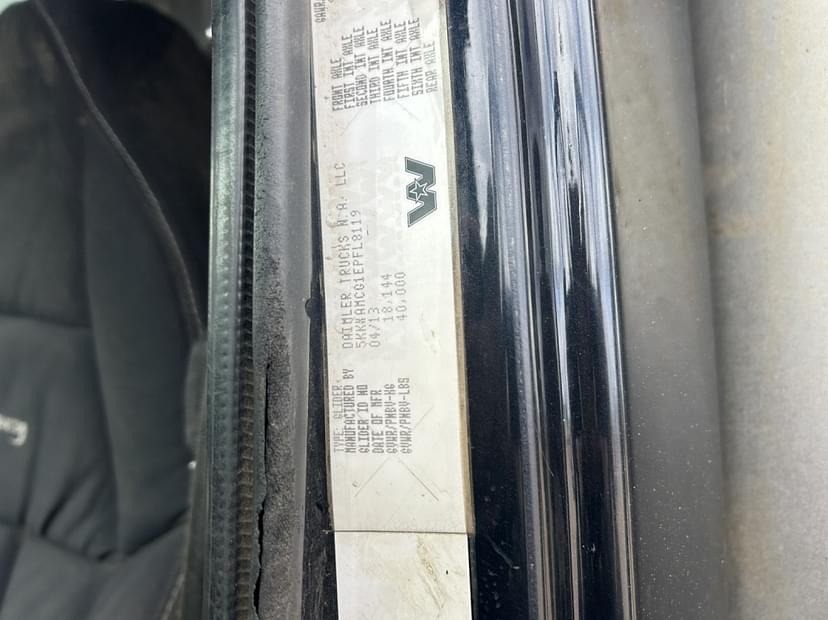 TYPE: GLIDER
MANUFACTURED BY DAIMLER TRUCKS N.A. LLC
GLIDER ID NO 5KKXAMCG1EPFL8119
DATE OF MFR 04/13
GVWR/PNBV-KG 18,144
GVWR/PNBV-LBS 40,000
FRONT AXLE
FIRST INT AXLE
SECOND INT AXLE
THIRD INT AXLE
FOURTH INT AXLE
FIFTH INT AXLE
SIXTH INT AXLE
REAR AXLE